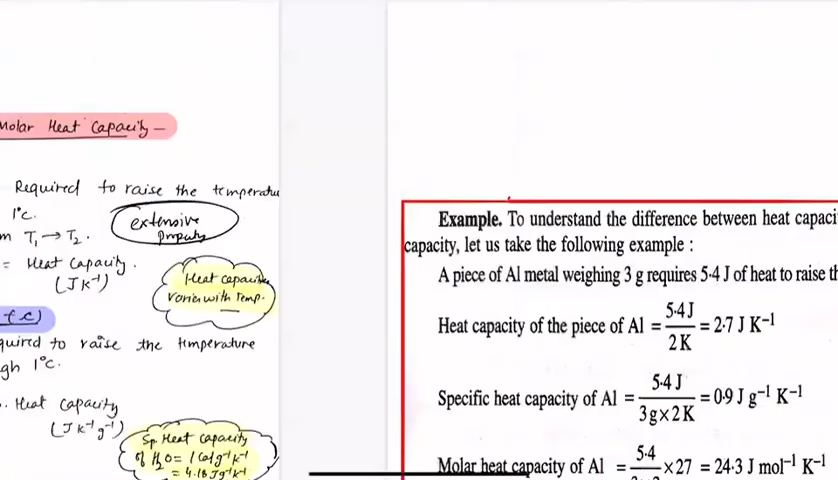 Molar Heat Capacity —
Required to raise the temperatu
1°c.
m T₁ → T₂.
extensive
property
= Heat Capacity.
(JK⁻¹)
Heat capacities
varies with Temp.
(c)
quired to raise the temperature
gh 1°c.
. Heat Capacity
(JK⁻¹g⁻¹)
Sp. Heat Capacity
of H₂O = 1 Cal g⁻¹k⁻¹
= 4.18 Jg⁻¹k⁻¹
Example. To understand the difference between heat capaci
capacity, let us take the following example :
A piece of Al metal weighing 3 g requires 5·4 J of heat to raise th
Heat capacity of the piece of Al = 5·4 J / 2 K = 2·7 J K⁻¹
Specific heat capacity of Al = 5·4 J / 3 g × 2 K = 0·9 J g⁻¹ K⁻¹
Molar heat capacity of Al = 5·4 / × 27 = 24·3 J mol⁻¹ K⁻¹